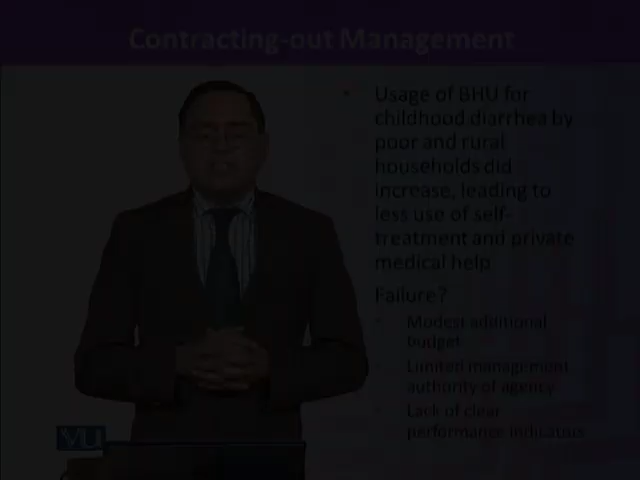 Contracting-out Management
Usage of BHU for
childhood diarrhea by
poor and rural
households did
increase, leading to
less use of self-
treatment and private
medical help
Failure?
Modest additional
budget
Limited management
authority of agency
Lack of clear
performance indicators
VU